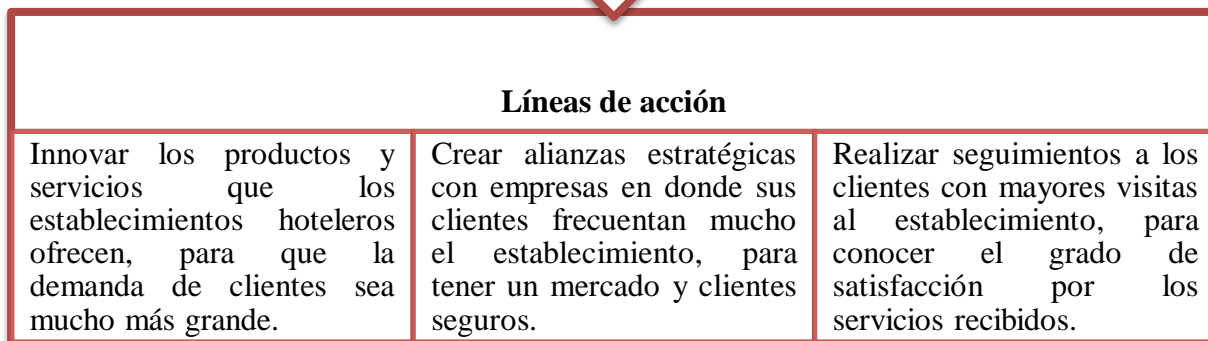 Líneas de acción
Innovar los productos y
servicios que los
establecimientos hoteleros
ofrecen, para que la
demanda de clientes sea
mucho más grande.
Crear alianzas estratégicas
con empresas en donde sus
clientes frecuentan mucho
el establecimiento, para
tener un mercado y clientes
seguros.
Realizar seguimientos a los
clientes con mayores visitas
al establecimiento, para
conocer el grado de
satisfacción por los
servicios recibidos.